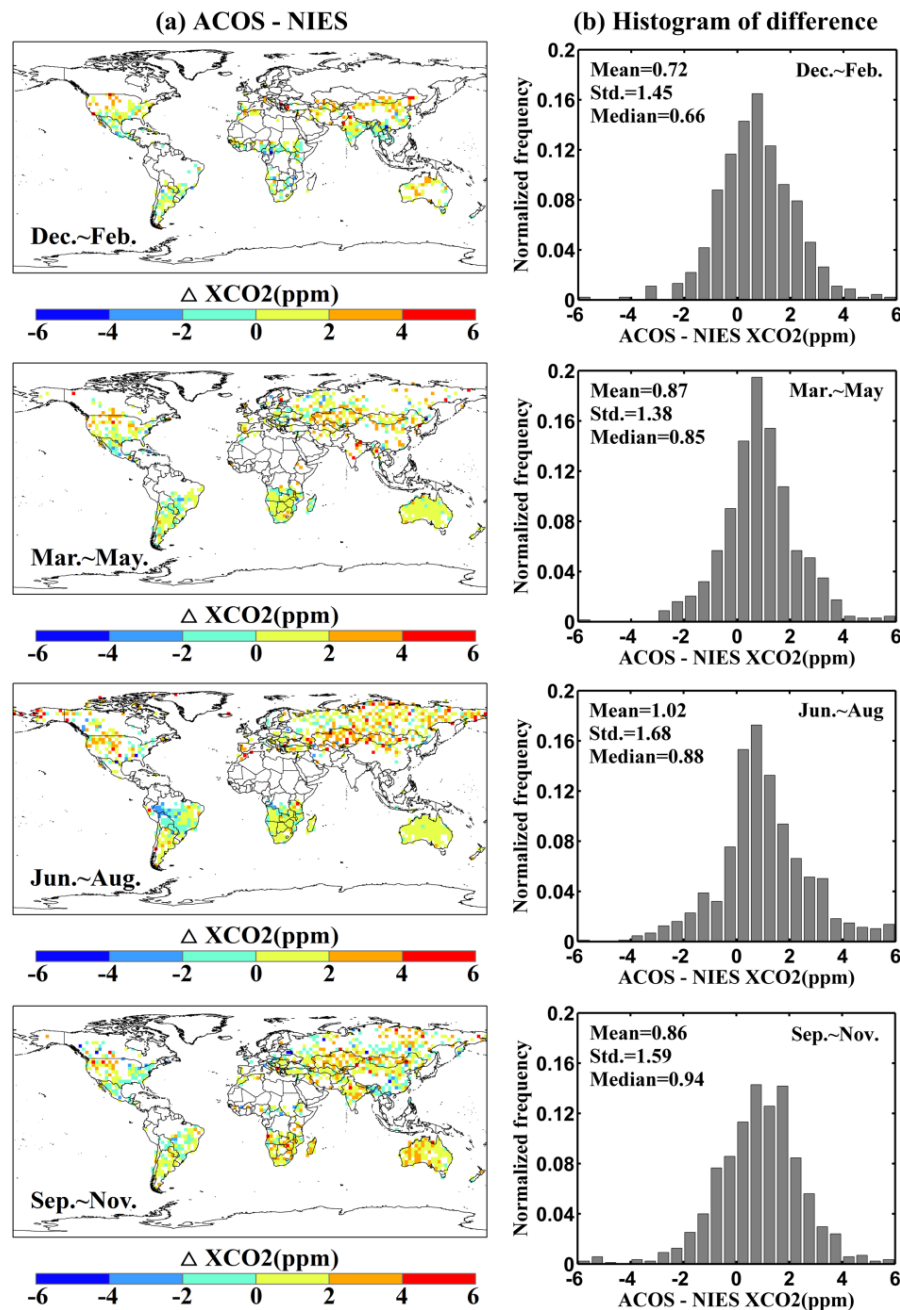 (a) ACOS - NIES
(b) Histogram of difference
Dec.~Feb.
△ XCO2(ppm)
-6 -4 -2 0 2 4 6
Normalized frequency
0.2
0.16
0.12
0.08
0.04
0
Mean=0.72
Std.=1.45
Median=0.66
Dec.~Feb.
-6 -4 -2 0 2 4 6
ACOS - NIES XCO2(ppm)
Mar.~May.
△ XCO2(ppm)
-6 -4 -2 0 2 4 6
Normalized frequency
0.2
0.16
0.12
0.08
0.04
0
Mean=0.87
Std.=1.38
Median=0.85
Mar.~May
-6 -4 -2 0 2 4 6
ACOS - NIES XCO2(ppm)
Jun.~Aug.
△ XCO2(ppm)
-6 -4 -2 0 2 4 6
Normalized frequency
0.2
0.16
0.12
0.08
0.04
0
Mean=1.02
Std.=1.68
Median=0.88
Jun.~Aug
-6 -4 -2 0 2 4 6
ACOS - NIES XCO2(ppm)
Sep.~Nov.
△ XCO2(ppm)
-6 -4 -2 0 2 4 6
Normalized frequency
0.2
0.16
0.12
0.08
0.04
0
Mean=0.86
Std.=1.59
Median=0.94
Sep.~Nov.
-6 -4 -2 0 2 4 6
ACOS - NIES XCO2(ppm)